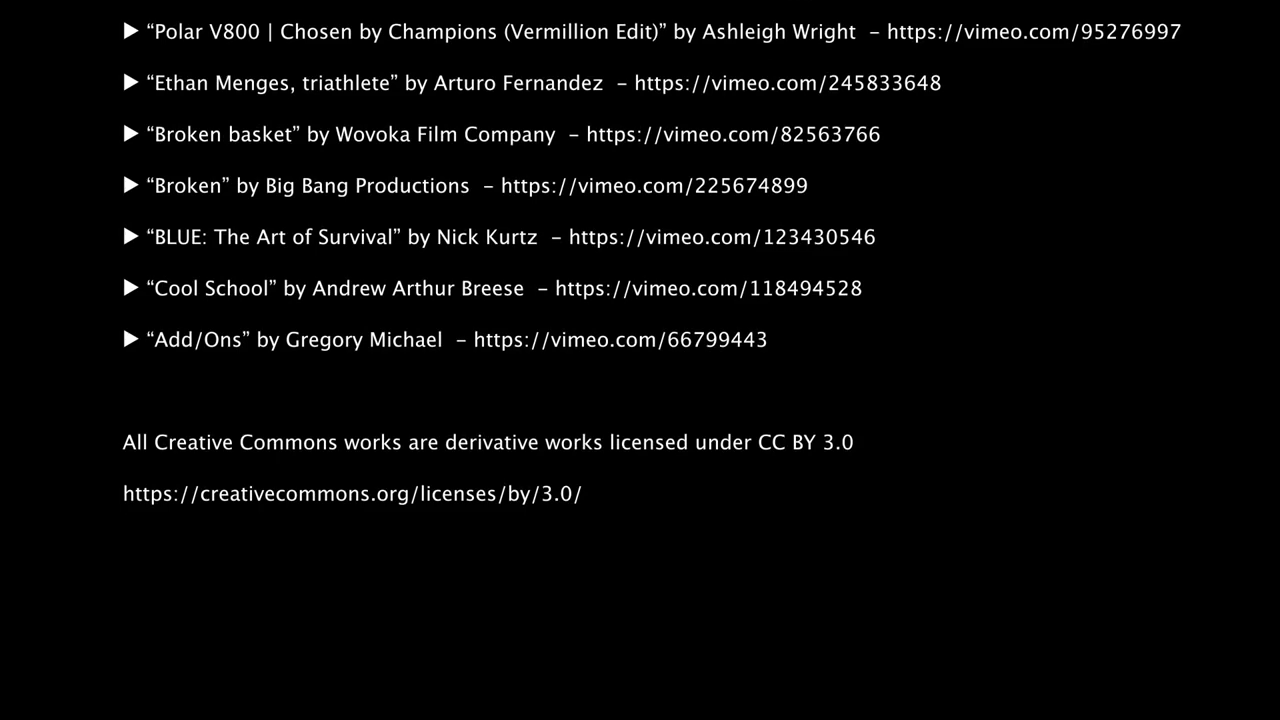 ▶ “Polar V800 | Chosen by Champions (Vermillion Edit)” by Ashleigh Wright – https://vimeo.com/95276997
▶ “Ethan Menges, triathlete” by Arturo Fernandez – https://vimeo.com/245833648
▶ “Broken basket” by Wovoka Film Company – https://vimeo.com/82563766
▶ “Broken” by Big Bang Productions – https://vimeo.com/225674899
▶ “BLUE: The Art of Survival” by Nick Kurtz – https://vimeo.com/123430546
▶ “Cool School” by Andrew Arthur Breese – https://vimeo.com/118494528
▶ “Add/Ons” by Gregory Michael – https://vimeo.com/66799443
All Creative Commons works are derivative works licensed under CC BY 3.0
https://creativecommons.org/licenses/by/3.0/